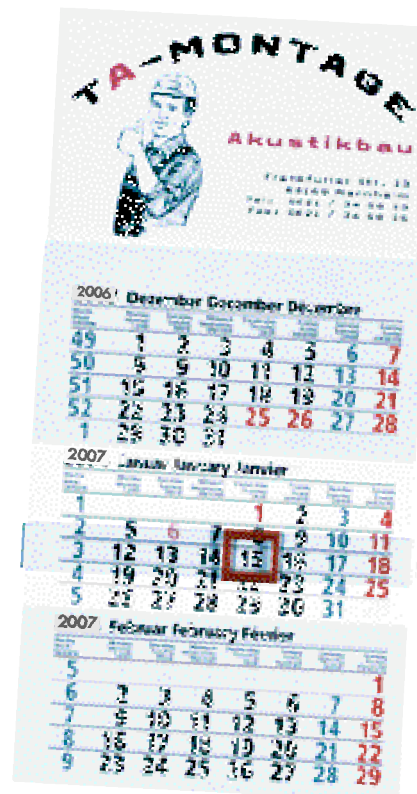 TA-MONTAGE
Akustikbau
Frankfurter Str. 13
Mannheim
2006 Dezember December Decembre
49 1 2 3 4 5 6 7
50 8 9 10 11 12 13 14
51 15 16 17 18 19 20 21
52 22 23 24 25 26 27 28
1 29 30 31
2007 Januar January Janvier
1 1 2 3 4
2 5 6 7 8 9 10 11
3 12 13 14 15 16 17 18
4 19 20 21 22 23 24 25
5 26 27 28 29 30 31
2007 Februar February Février
5 1
6 2 3 4 5 6 7 8
7 9 10 11 12 13 14 15
8 16 17 18 19 20 21 22
9 23 24 25 26 27 28 29